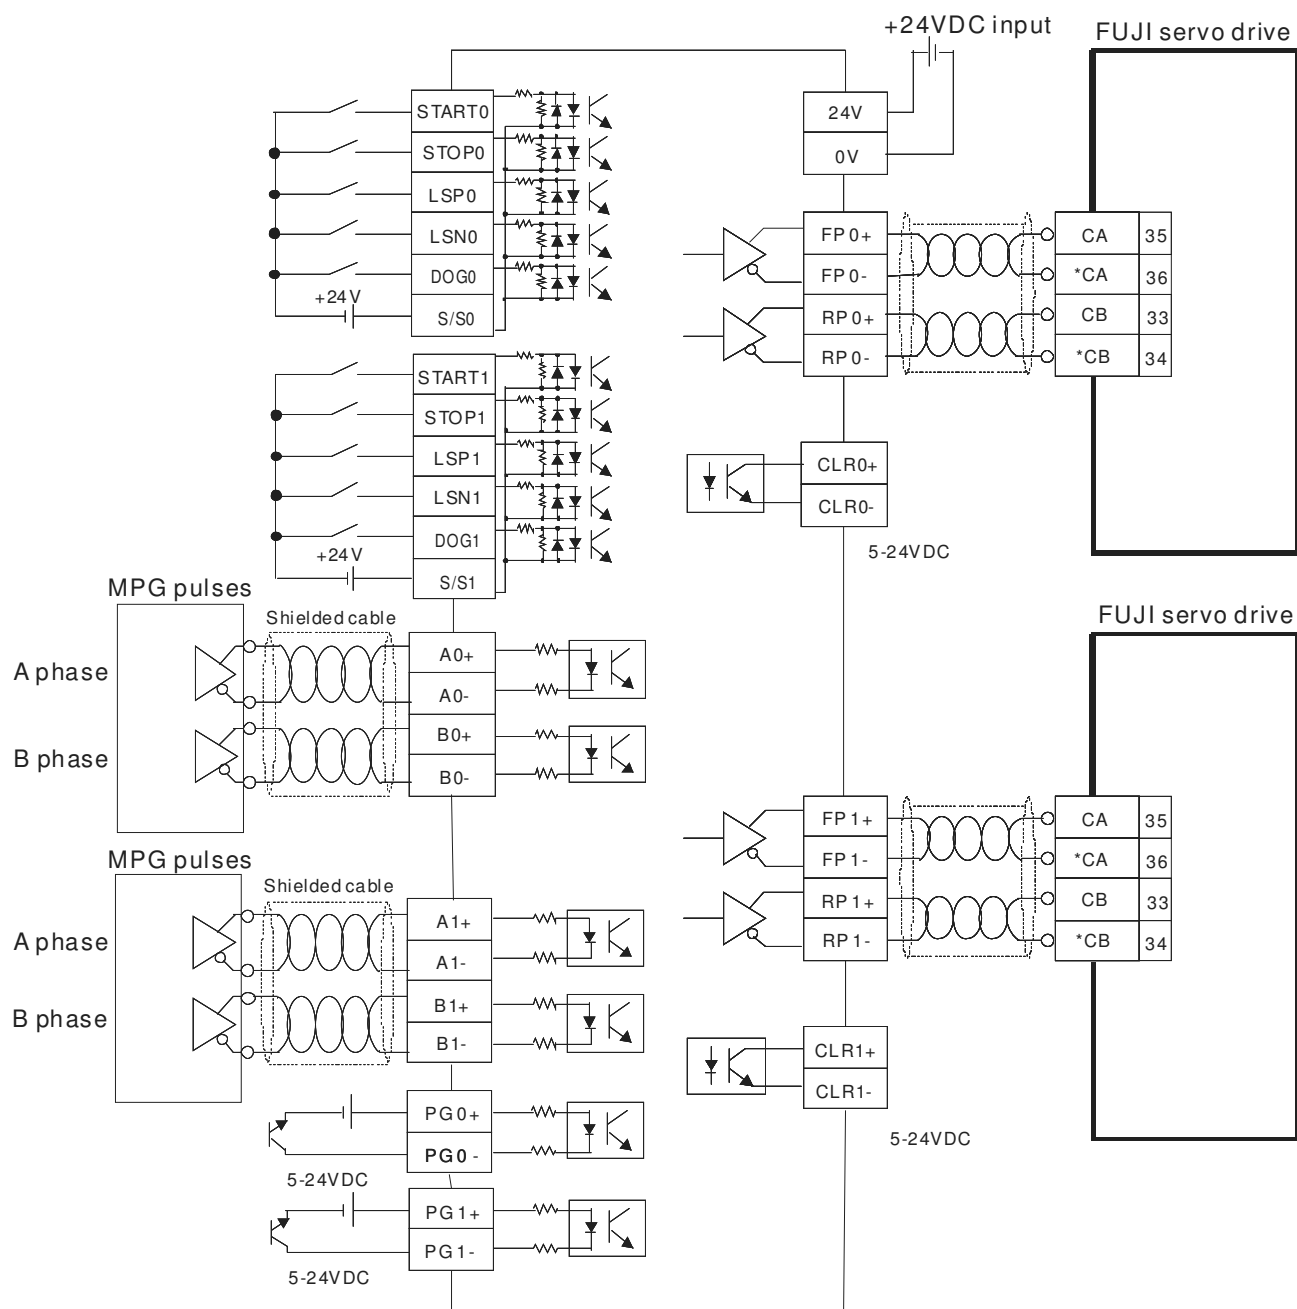 +24VDC input
FUJI servo drive
START0
STOP0
LSP0
LSN0
DOG0
+24V
S/S0
START1
STOP1
LSP1
LSN1
DOG1
+24V
S/S1
24V
0V
FP0+
FP0-
RP0+
RP0-
CA 35
*CA 36
CB 33
*CB 34
CLR0+
CLR0-
5-24VDC
MPG pulses
Shielded cable
A phase
B phase
A0+
A0-
B0+
B0-
MPG pulses
Shielded cable
A phase
B phase
A1+
A1-
B1+
B1-
PG0+
PG0-
5-24VDC
PG1+
PG1-
5-24VDC
FUJI servo drive
FP1+
FP1-
RP1+
RP1-
CA 35
*CA 36
CB 33
*CB 34
CLR1+
CLR1-
5-24VDC